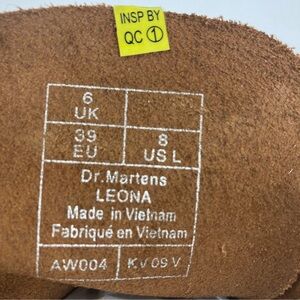 INSP BY
QC ①
6
UK
39
EU
8
US L
Dr.Martens
LEONA
Made in Vietnam
Fabriqué en Vietnam
AW004
KV 09 V